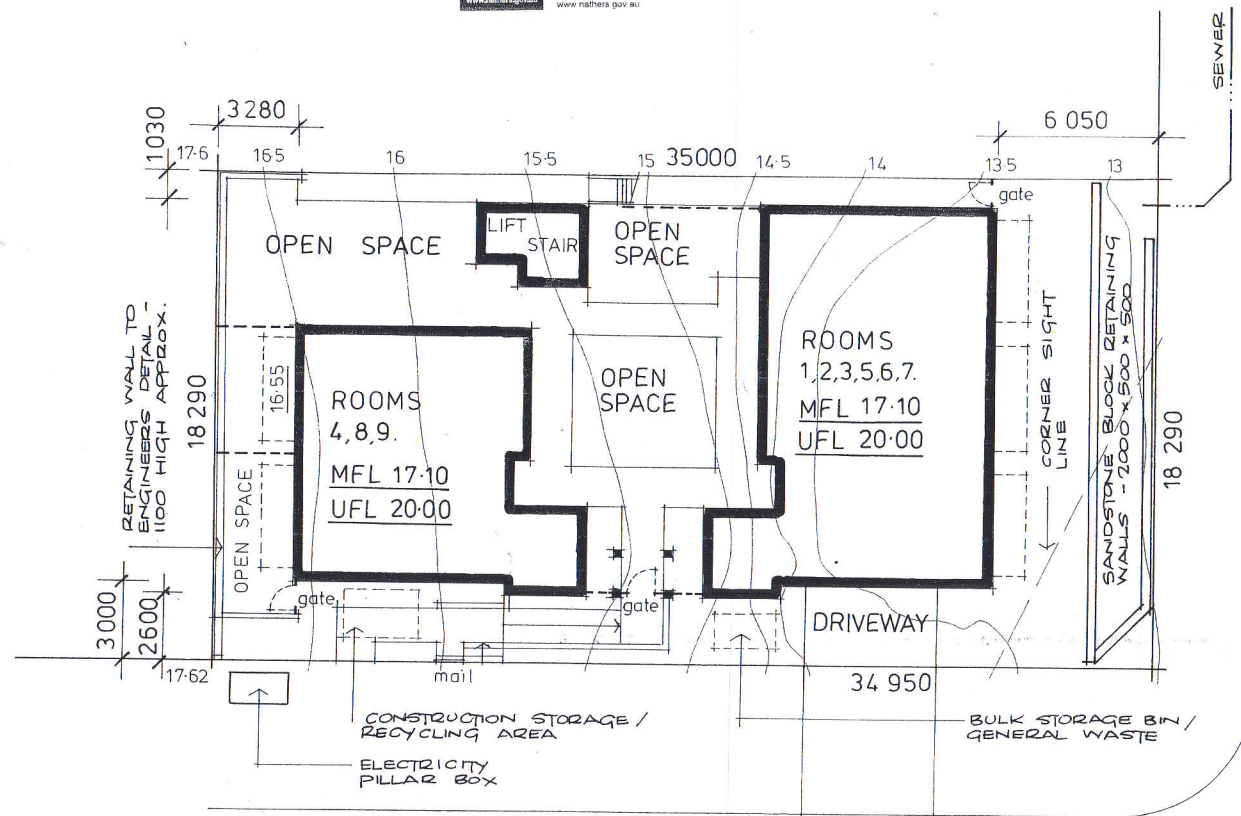 www.nathers.gov.au
SEWER
3280
6 050
1030
17·6
16·5
16
15·5
15
35000
14·5
14
13·5
13
gate
LIFT
STAIR
OPEN SPACE
OPEN
SPACE
RETAINING WALL TO
ENGINEERS DETAIL -
1100 HIGH APPROX.
18290
16·55
ROOMS
4,8,9.
MFL 17·10
UFL 20·00
OPEN
SPACE
ROOMS
1,2,3,5,6,7.
MFL 17·10
UFL 20·00
CORNER SIGHT
LINE
SANDSTONE BLOCK RETAINING
WALLS - 2000 x 500 x 500
18 290
OPEN SPACE
3000
2600
gate
gate
DRIVEWAY
17·62
mail
34 950
CONSTRUCTION STORAGE /
RECYCLING AREA
BULK STORAGE BIN /
GENERAL WASTE
ELECTRICITY
PILLAR BOX